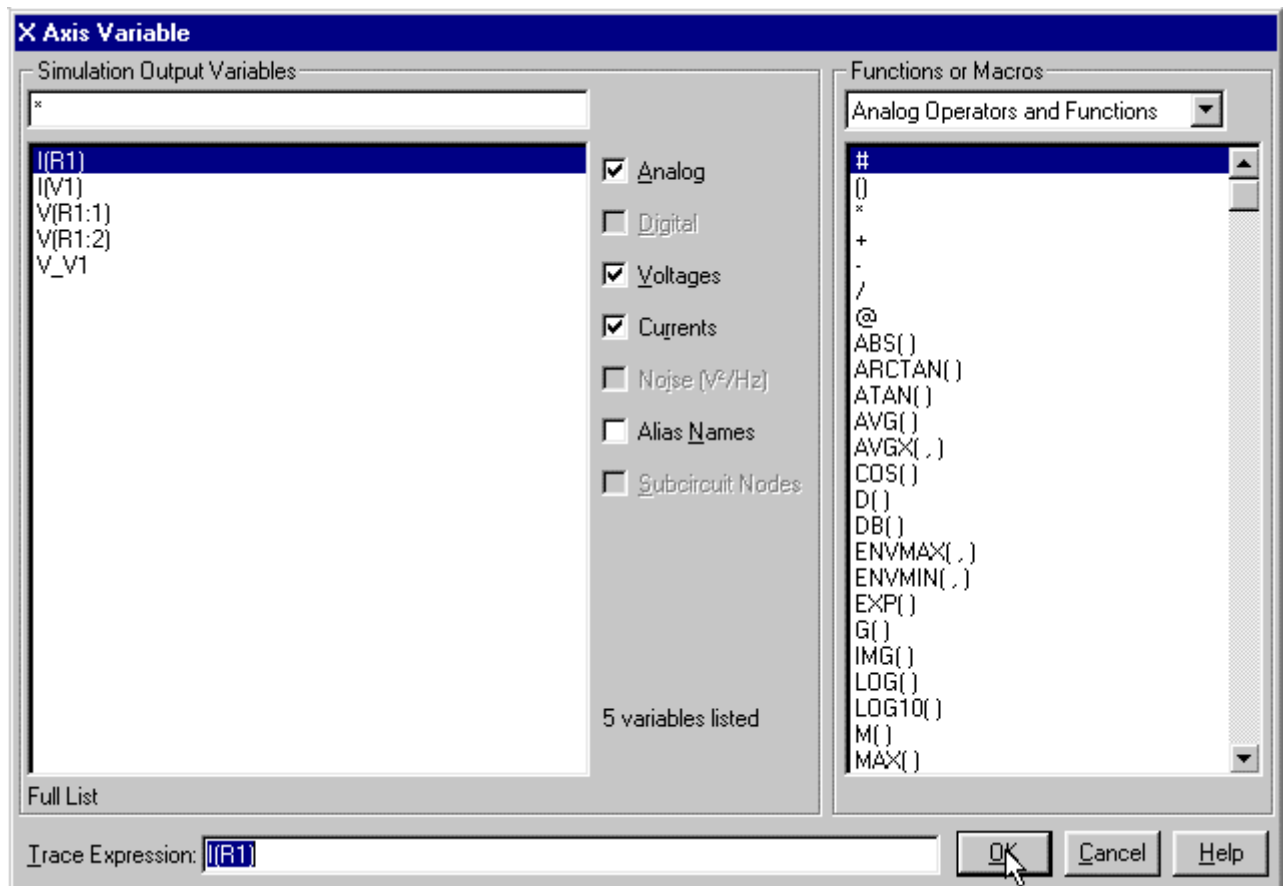 X Axis Variable
Simulation Output Variables
*
I(R1)
I(V1)
V(R1:1)
V(R1:2)
V_V1
Full List
Analog
Digital
Voltages
Currents
Noise (V²/Hz)
Alias Names
Subcircuit Nodes
5 variables listed
Functions or Macros
Analog Operators and Functions
#
()
*
+
-
/
@
ABS( )
ARCTAN( )
ATAN( )
AVG( )
AVGX( , )
COS( )
D( )
DB( )
ENVMAX( , )
ENVMIN( , )
EXP( )
G( )
IMG( )
LOG( )
LOG10( )
M( )
MAX( )
Trace Expression: I(R1) OK Cancel Help